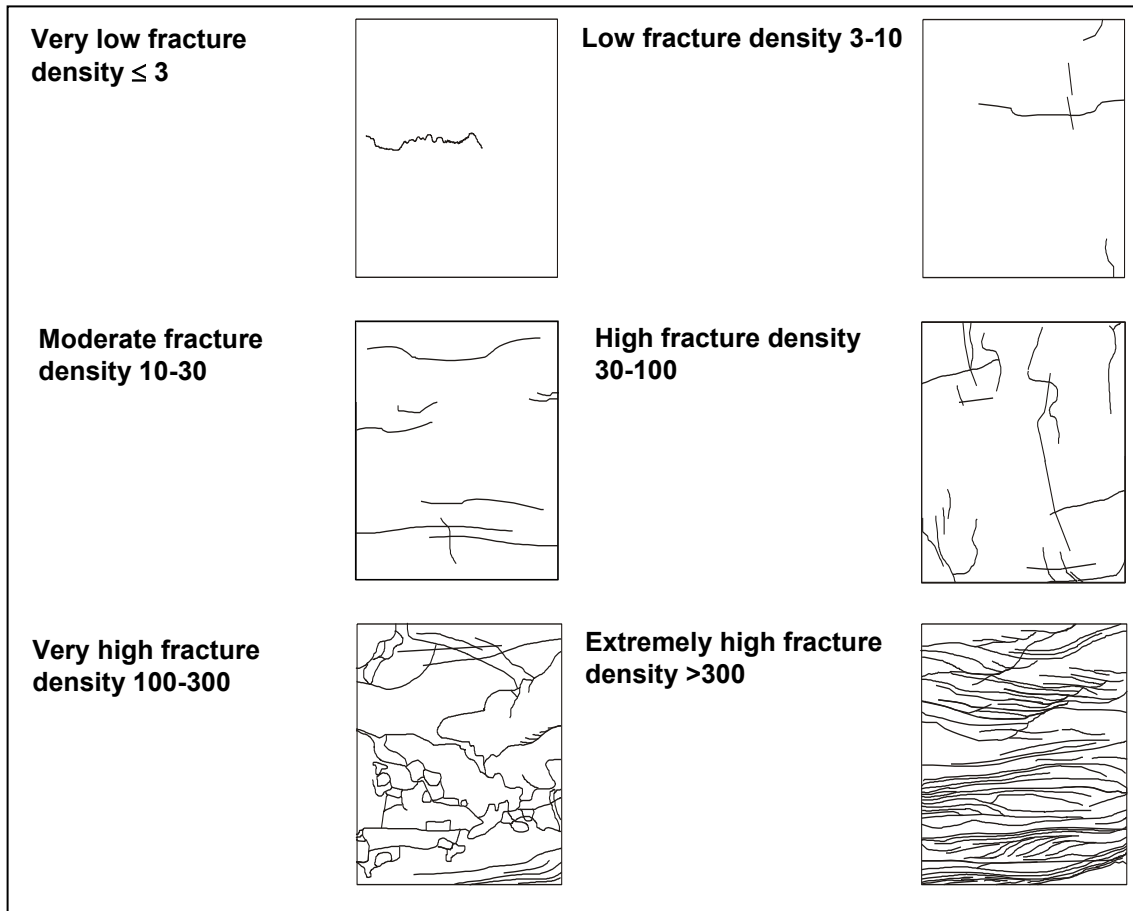 Very low fracture
density ≤ 3
Low fracture density 3-10
Moderate fracture
density 10-30
High fracture density
30-100
Very high fracture
density 100-300
Extremely high fracture
density >300